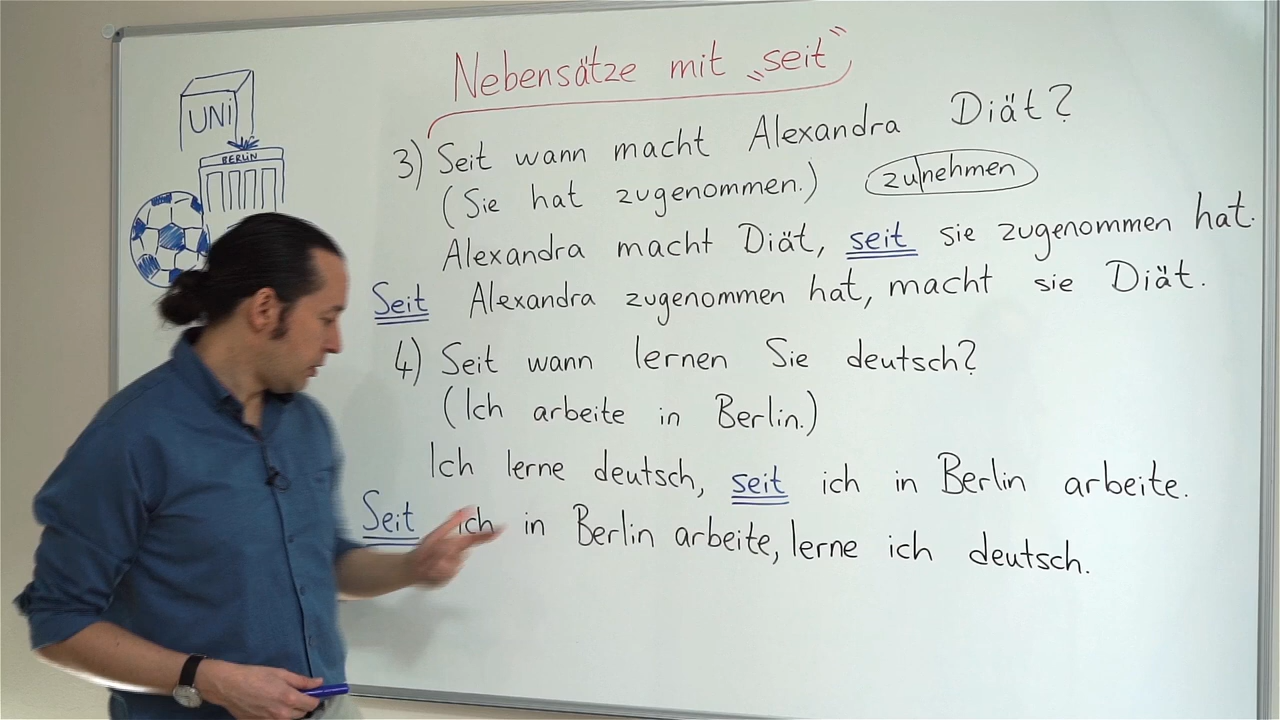 UNI
BERLIN
Nebensätze mit „seit“
3) Seit wann macht Alexandra Diät?
(Sie hat zugenommen.) zu|nehmen
Alexandra macht Diät, seit sie zugenommen hat.
Seit Alexandra zugenommen hat, macht sie Diät.
4) Seit wann lernen Sie deutsch?
(Ich arbeite in Berlin.)
Ich lerne deutsch, seit ich in Berlin arbeite.
Seit ich in Berlin arbeite, lerne ich deutsch.